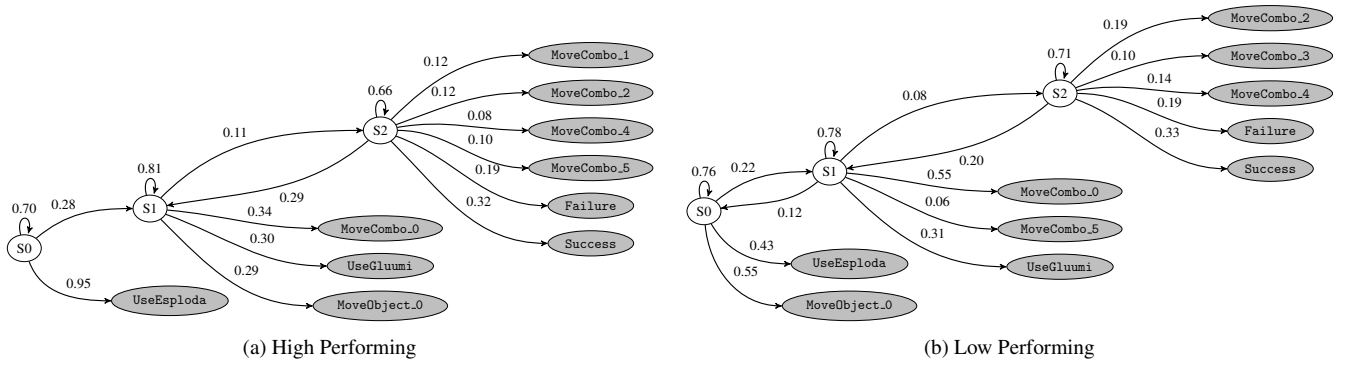 0.70
S0
0.28
0.95
UseEsploda
0.81
S1
0.11
0.29
0.34
MoveCombo_0
0.30
UseGluumi
0.29
MoveObject_0
0.66
S2
0.12
MoveCombo_1
0.12
MoveCombo_2
0.08
MoveCombo_4
0.10
MoveCombo_5
0.19
Failure
0.32
Success
(a) High Performing
0.76
S0
0.22
0.12
0.43
UseEsploda
0.55
MoveObject_0
0.78
S1
0.08
0.20
0.55
MoveCombo_0
0.06
MoveCombo_5
0.31
UseGluumi
0.71
S2
0.19
MoveCombo_2
0.10
MoveCombo_3
0.14
MoveCombo_4
0.19
Failure
0.33
Success
(b) Low Performing